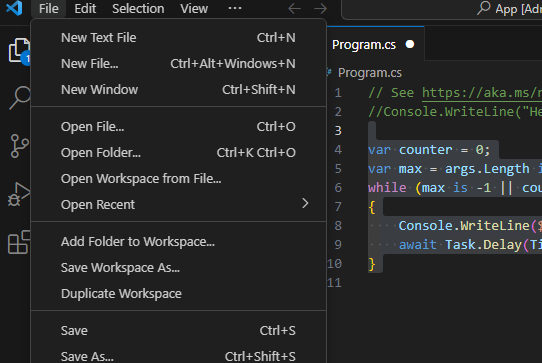 File Edit Selection View ··· App [Adr
New Text File Ctrl+N
New File... Ctrl+Alt+Windows+N
New Window Ctrl+Shift+N
Open File... Ctrl+O
Open Folder... Ctrl+K Ctrl+O
Open Workspace from File...
Open Recent
Add Folder to Workspace...
Save Workspace As...
Duplicate Workspace
Save Ctrl+S
Save As... Ctrl+Shift+S
1
Program.cs
Program.cs
1 // See https://aka.ms/n
2 //Console.WriteLine("He
3
4 var counter = 0;
5 var max = args.Length i
6 while (max is -1 || cou
7 {
8 Console.WriteLine($
9 await Task.Delay(Ti
10 }
11